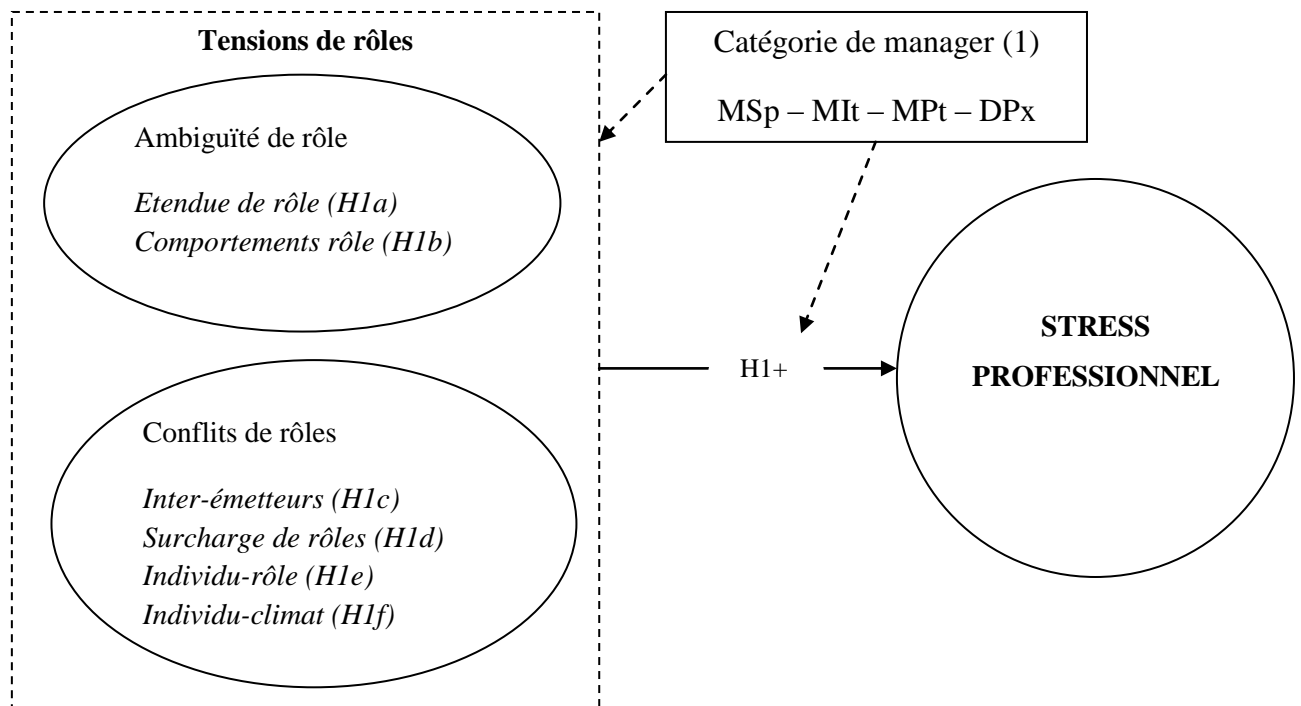 Tensions de rôles
Ambiguïté de rôle
Etendue de rôle (H1a)
Comportements rôle (H1b)
Conflits de rôles
Inter-émetteurs (H1c)
Surcharge de rôles (H1d)
Individu-rôle (H1e)
Individu-climat (H1f)
Catégorie de manager (1)
MSp – MIt – MPt – DPx
H1+
STRESS
PROFESSIONNEL